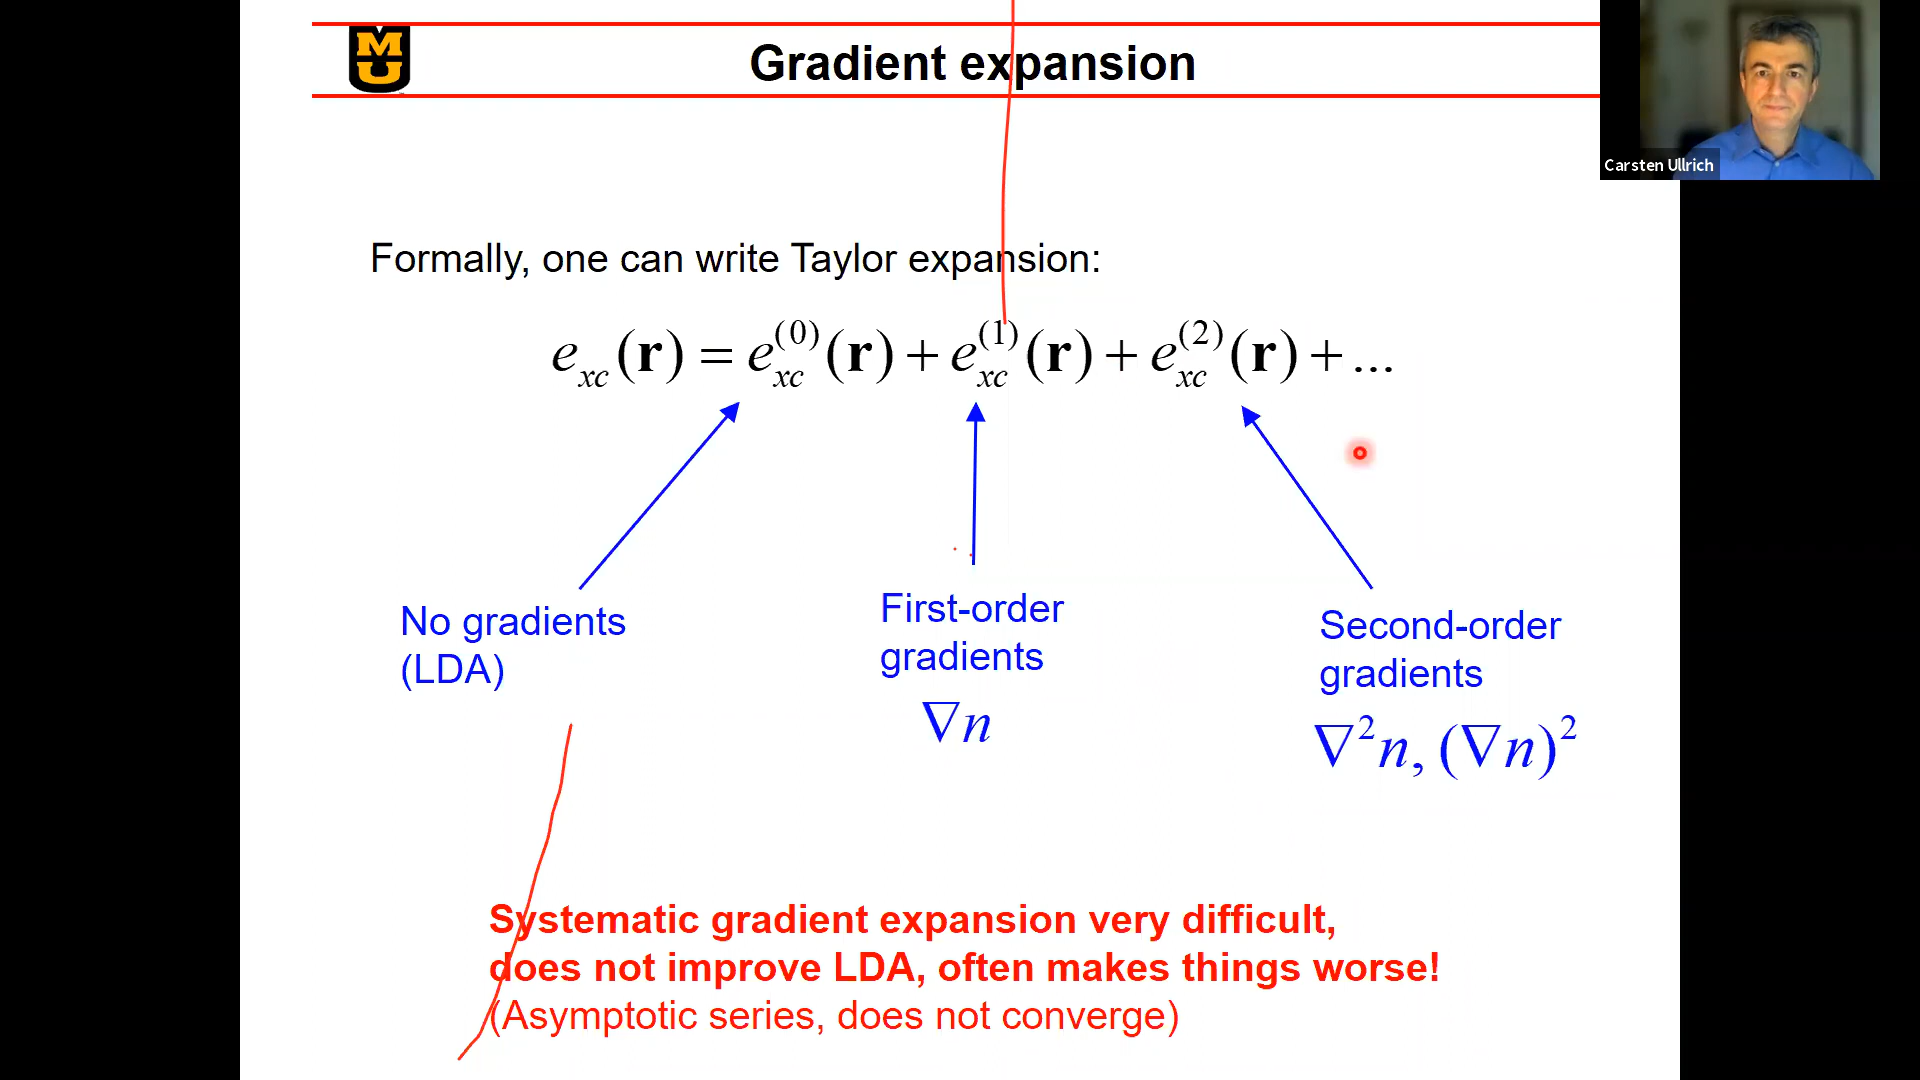 MU
Gradient expansion
Carsten Ullrich
Formally, one can write Taylor expansion:
e_xc(r) = e_xc^(0)(r) + e_xc^(1)(r) + e_xc^(2)(r) + ...
No gradients
(LDA)
First-order
gradients
∇n
Second-order
gradients
∇²n, (∇n)²
Systematic gradient expansion very difficult,
does not improve LDA, often makes things worse!
(Asymptotic series, does not converge)